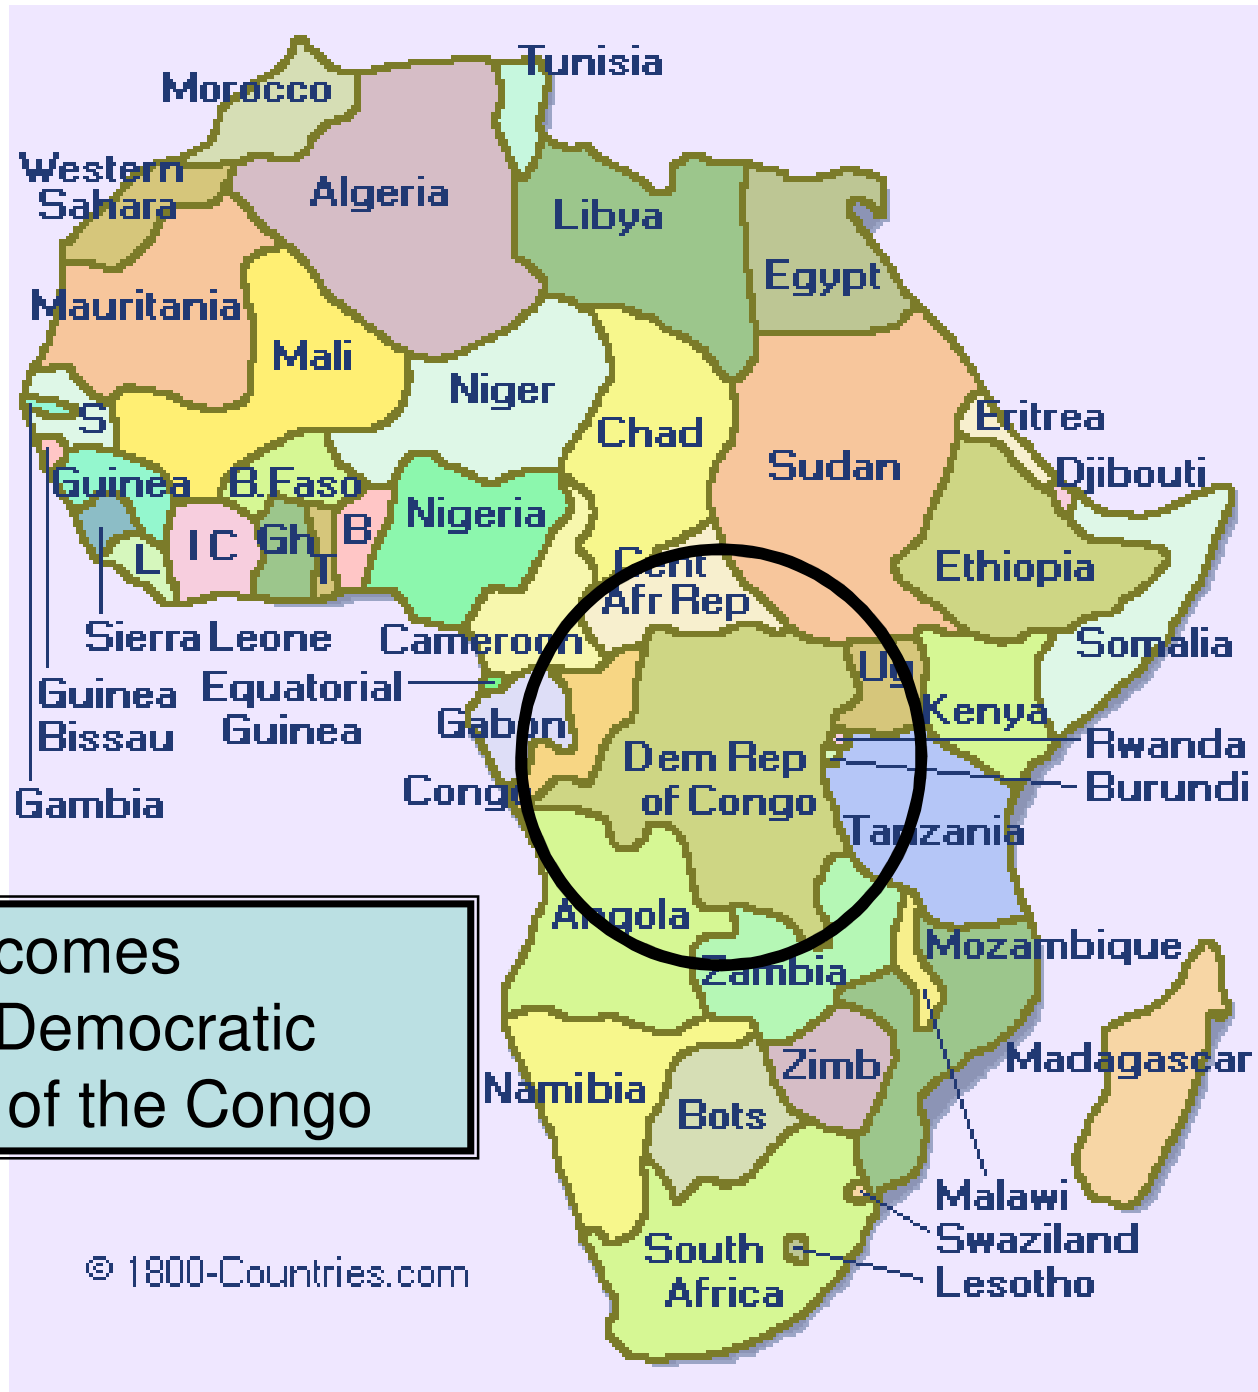 Tunisia
Morocco
Western
Sahara
Algeria
Libya
Egypt
Mauritania
Mali
Niger
Chad
Sudan
Eritrea
Djibouti
S
Guinea
B.Faso
Nigeria
I C
Gh
T
B
L
Ethiopia
Cent
Afr Rep
Sierra Leone
Cameroon
Somalia
Ug
Kenya
Guinea
Bissau
Equatorial
Guinea
Gabon
Rwanda
Burundi
Gambia
Congo
Dem Rep
of Congo
Tanzania
Angola
Zambia
Mozambique
comes
Democratic
of the Congo
Zimb
Madagascar
Namibia
Bots
Malawi
Swaziland
Lesotho
South
Africa
© 1800-Countries.com